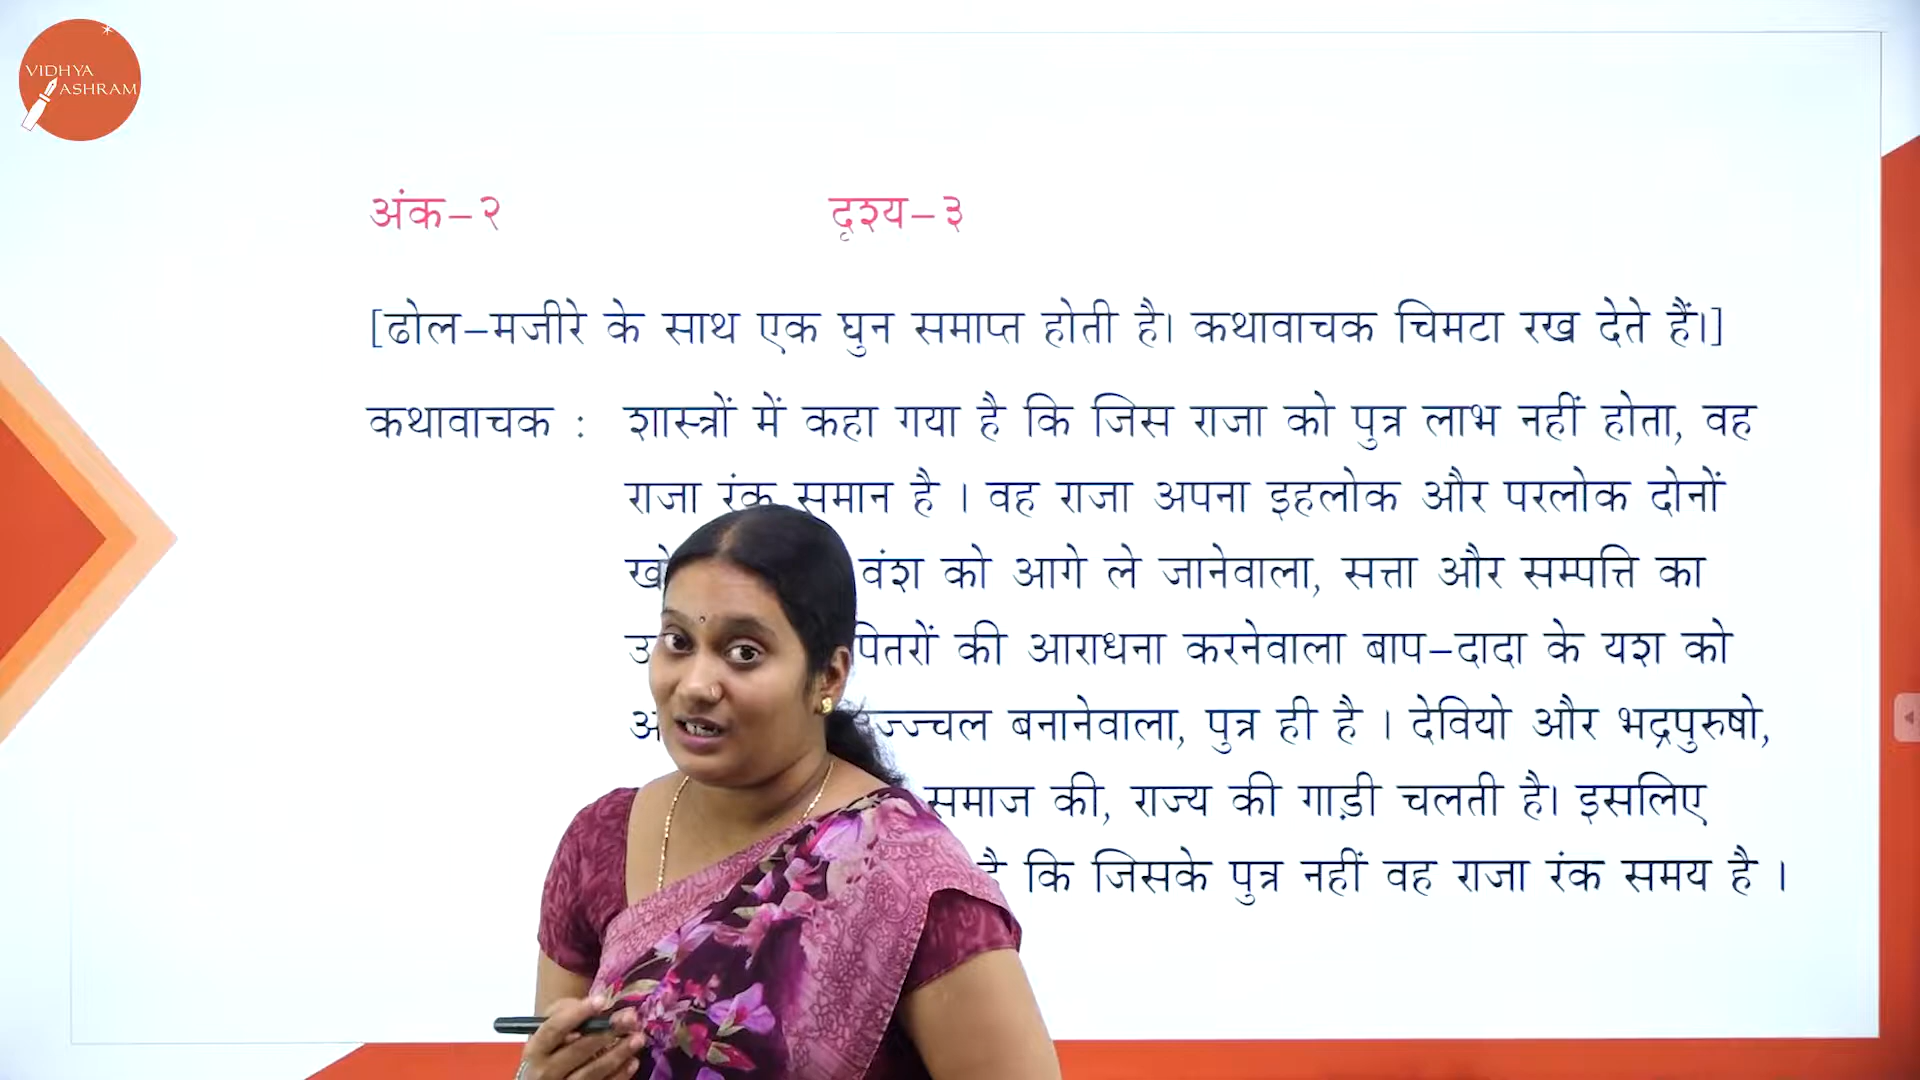 VIDHYA
ASHRAM
अंक–२ दृश्य–३
[ढोल–मजीरे के साथ एक घुन समाप्त होती है। कथावाचक चिमटा रख देते हैं।]
कथावाचक : शास्त्रों में कहा गया है कि जिस राजा को पुत्र लाभ नहीं होता, वह
राजा रंक समान है । वह राजा अपना इहलोक और परलोक दोनों
वंश को आगे ले जानेवाला, सत्ता और सम्पत्ति का
पितरों की आराधना करनेवाला बाप–दादा के यश को
बनानेवाला, पुत्र ही है । देवियो और भद्रपुरुषो,
समाज की, राज्य की गाड़ी चलती है। इसलिए
है कि जिसके पुत्र नहीं वह राजा रंक समय है ।